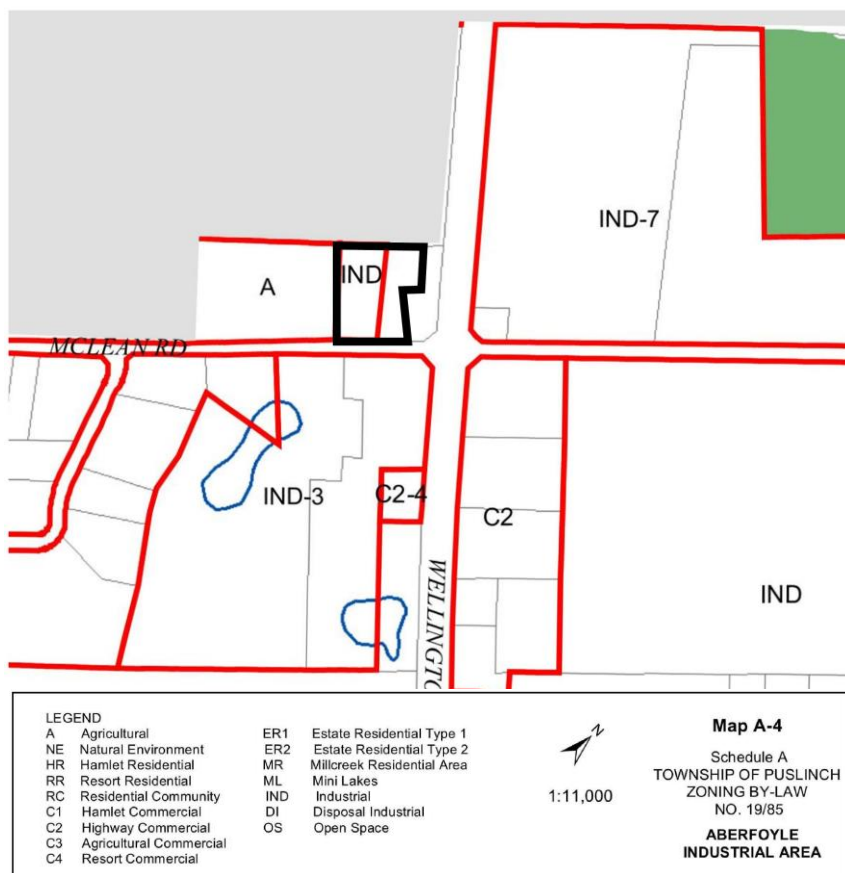 IND-7
IND
A
MCLEAN RD
IND-3
C2-4
C2
WELLINGTO
IND
LEGEND
A Agricultural
NE Natural Environment
HR Hamlet Residential
RR Resort Residential
RC Residential Community
C1 Hamlet Commercial
C2 Highway Commercial
C3 Agricultural Commercial
C4 Resort Commercial
ER1 Estate Residential Type 1
ER2 Estate Residential Type 2
MR Millcreek Residential Area
ML Mini Lakes
IND Industrial
DI Disposal Industrial
OS Open Space
N
1:11,000
Map A-4
Schedule A
TOWNSHIP OF PUSLINCH
ZONING BY-LAW
NO. 19/85
ABERFOYLE
INDUSTRIAL AREA